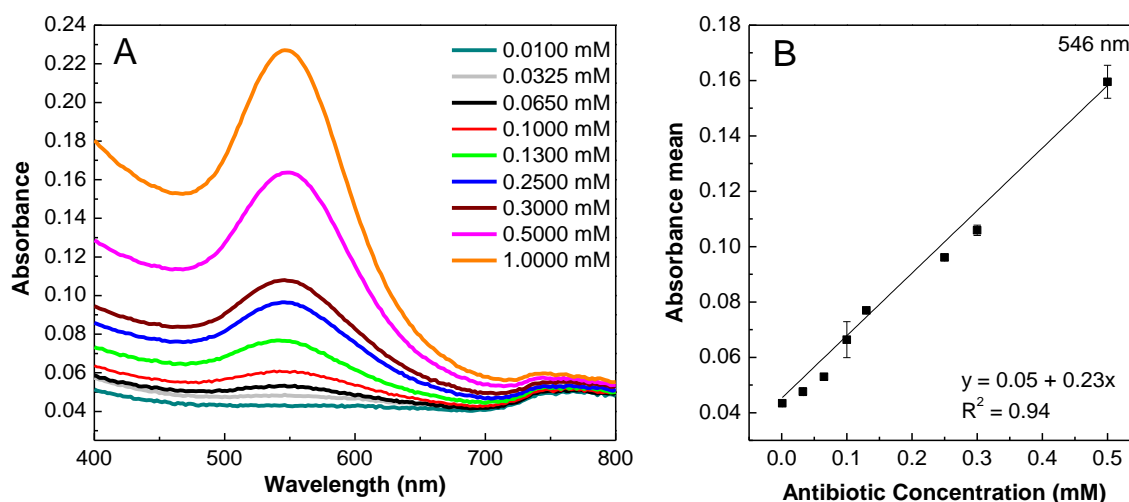 A
0.24
0.22
0.20
0.18
0.16
0.14
0.12
0.10
0.08
0.06
0.04
Absorbance
0.0100 mM
0.0325 mM
0.0650 mM
0.1000 mM
0.1300 mM
0.2500 mM
0.3000 mM
0.5000 mM
1.0000 mM
400 500 600 700 800
Wavelength (nm)
B
546 nm
0.18
0.16
0.14
0.12
0.10
0.08
0.06
0.04
Absorbance mean
y = 0.05 + 0.23x
R² = 0.94
0.0 0.1 0.2 0.3 0.4 0.5
Antibiotic Concentration (mM)